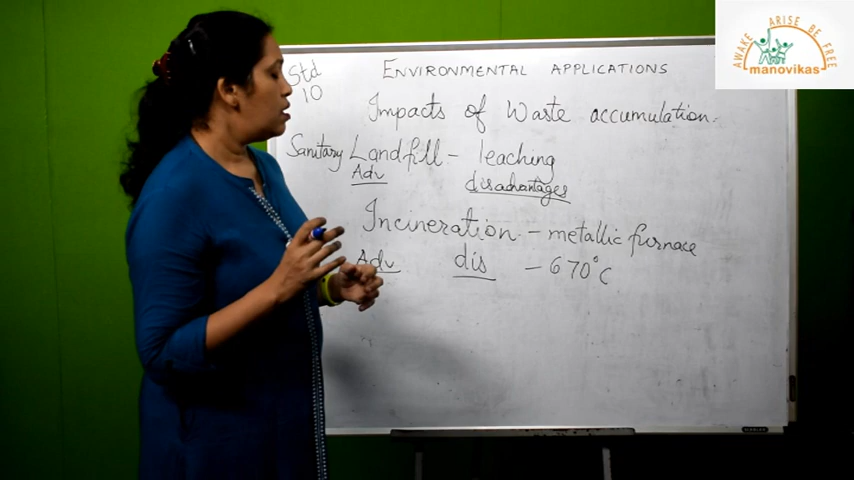 Std
10
ENVIRONMENTAL APPLICATIONS
Impacts of Waste accumulation.
Sanitary Landfill - leaching
Adv disadvantages
Incineration - metallic furnace
Adv dis - 670°C
AWAKE ARISE BE FREE
manovikas